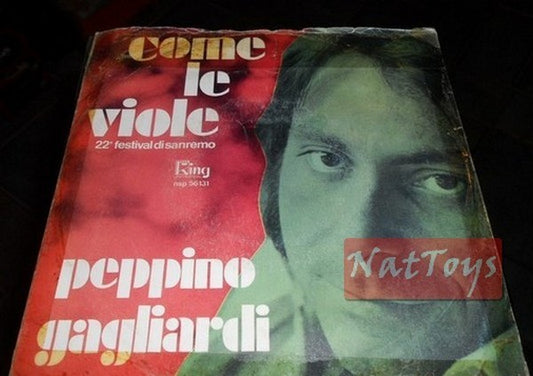 come
le
viole
22° festival di sanremo
King
nsp 56131
NatToys
peppino
gagliardi